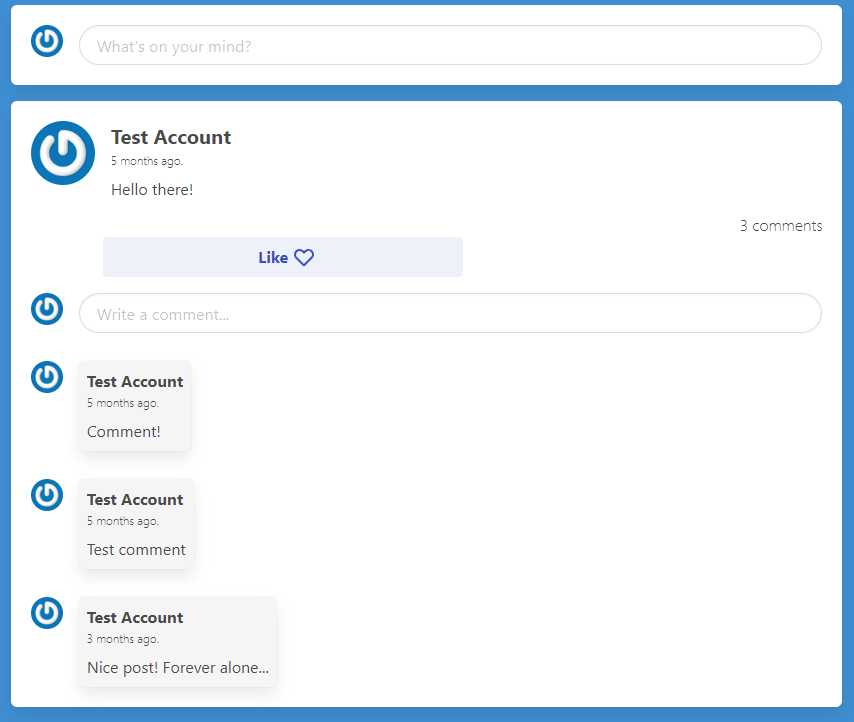 What's on your mind?
Test Account
5 months ago.
Hello there!
3 comments
Like
Write a comment...
Test Account
5 months ago.
Comment!
Test Account
5 months ago.
Test comment
Test Account
3 months ago.
Nice post! Forever alone...